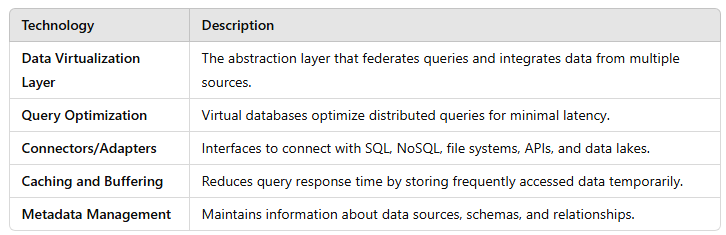 Technology Description
Data Virtualization Layer The abstraction layer that federates queries and integrates data from multiple sources.
Query Optimization Virtual databases optimize distributed queries for minimal latency.
Connectors/Adapters Interfaces to connect with SQL, NoSQL, file systems, APIs, and data lakes.
Caching and Buffering Reduces query response time by storing frequently accessed data temporarily.
Metadata Management Maintains information about data sources, schemas, and relationships.